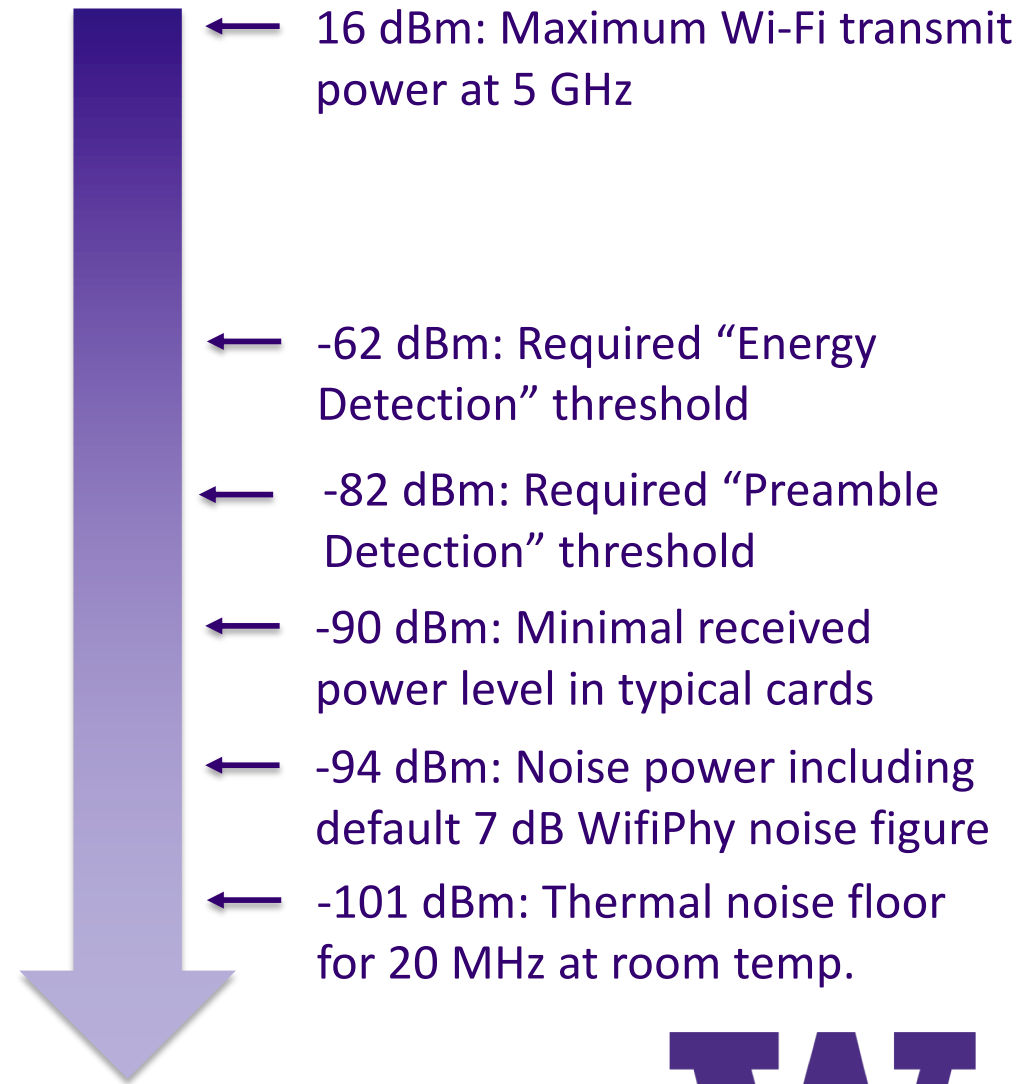 16 dBm: Maximum Wi-Fi transmit
power at 5 GHz
-62 dBm: Required “Energy
Detection” threshold
-82 dBm: Required “Preamble
Detection” threshold
-90 dBm: Minimal received
power level in typical cards
-94 dBm: Noise power including
default 7 dB WifiPhy noise figure
-101 dBm: Thermal noise floor
for 20 MHz at room temp.
W